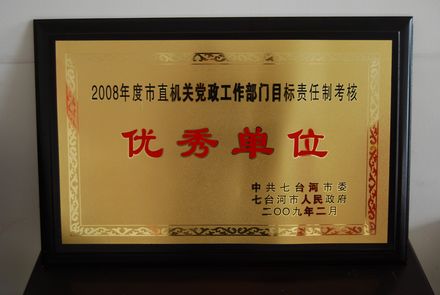 2008年度市直机关党政工作部门目标责任制考核
优秀单位
中共七台河市委
七台河市人民政府
二〇〇九年二月